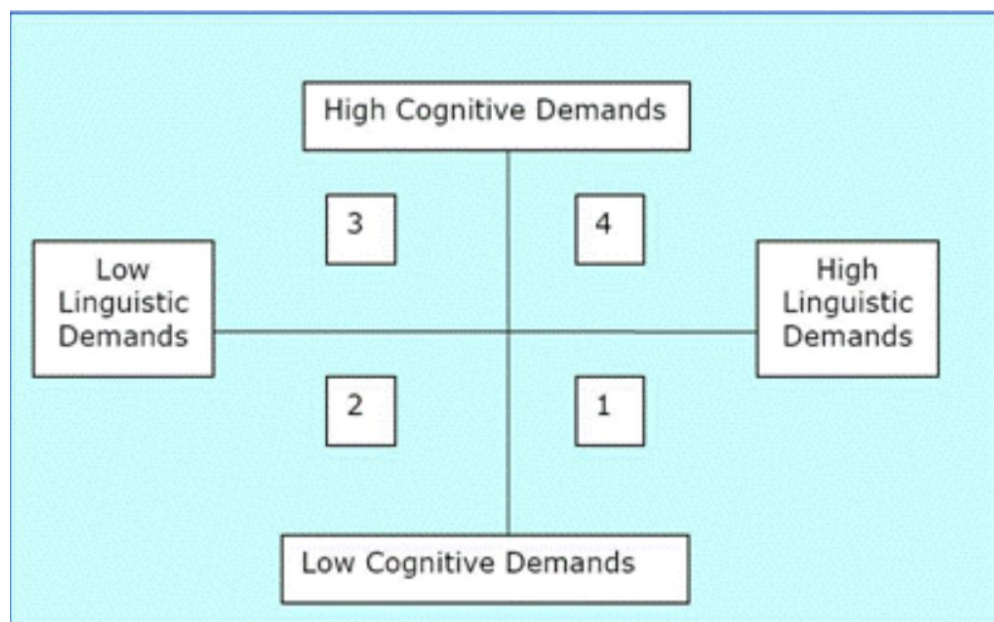 High Cognitive Demands
3
4
Low
Linguistic
Demands
High
Linguistic
Demands
2
1
Low Cognitive Demands